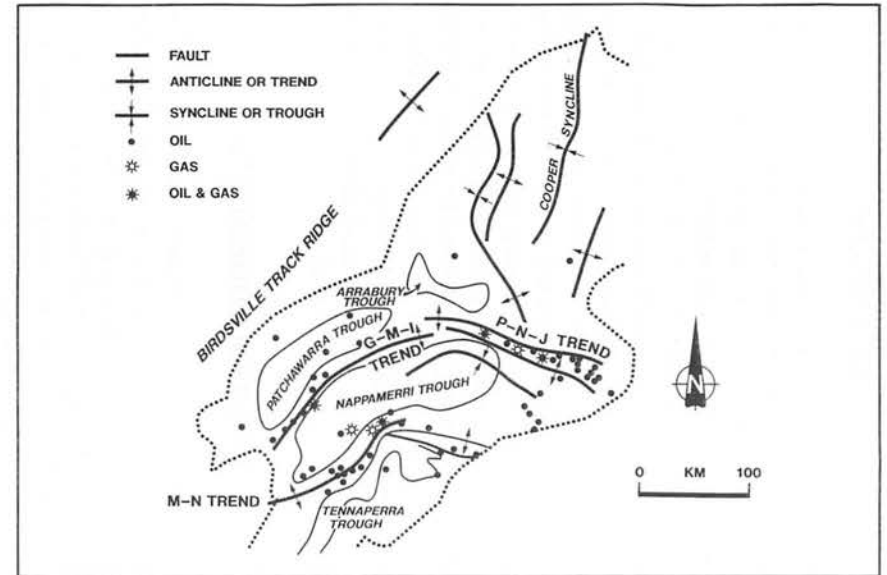 FAULT
ANTICLINE OR TREND
SYNCLINE OR TROUGH
OIL
GAS
OIL & GAS
COOPER SYNCLINE
BIRDSVILLE TRACK RIDGE
ARRABURY
TROUGH
PATCHAWARRA TROUGH
G-M-I
TREND
P-N-J TREND
NAPPAMERRI TROUGH
M-N TREND
TENNAPERRA
TROUGH
N
0 KM 100